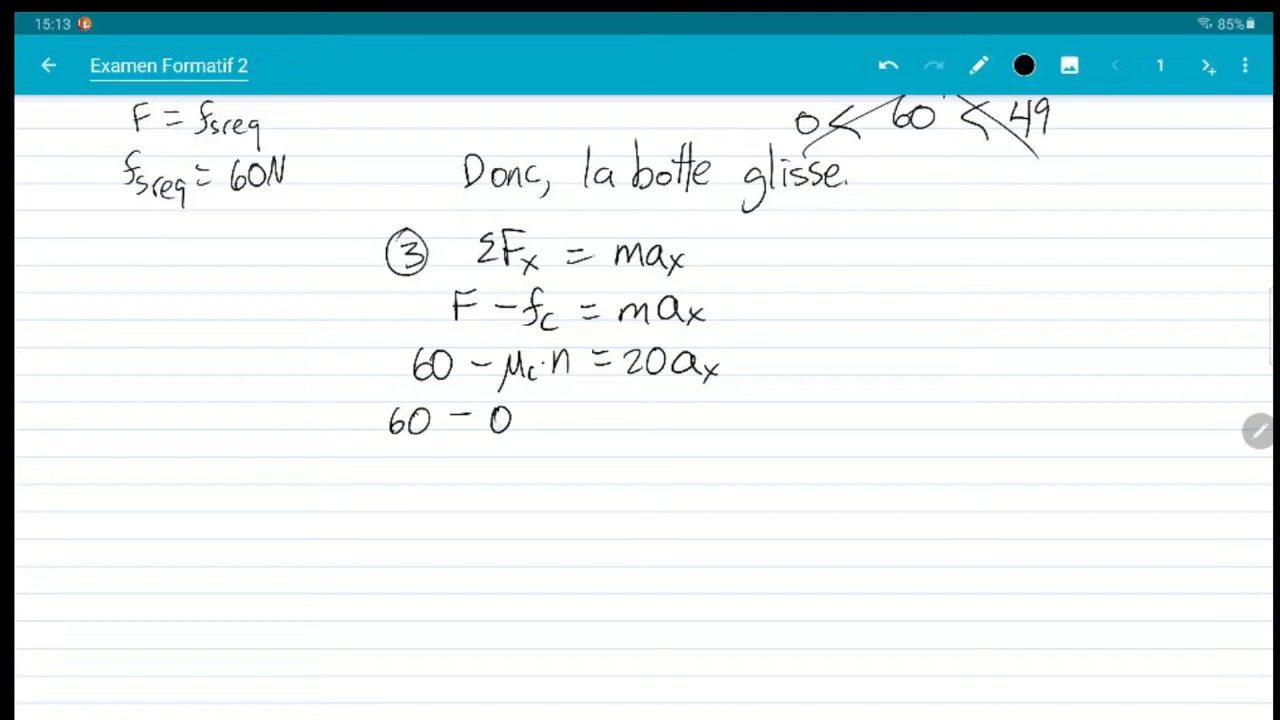 15:13 85%
Examen Formatif 2 1
F = fsreq 0 < 60 < 49
fsreq = 60N Donc, la boîte glisse.
3 ΣFx = max
F - fc = max
60 - μc·n = 20ax
60 - 0